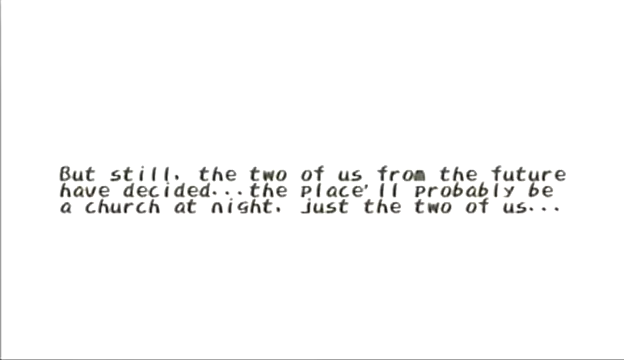 But still, the two of us from the future
have decided...the place'll probably be
a church at night, just the two of us...